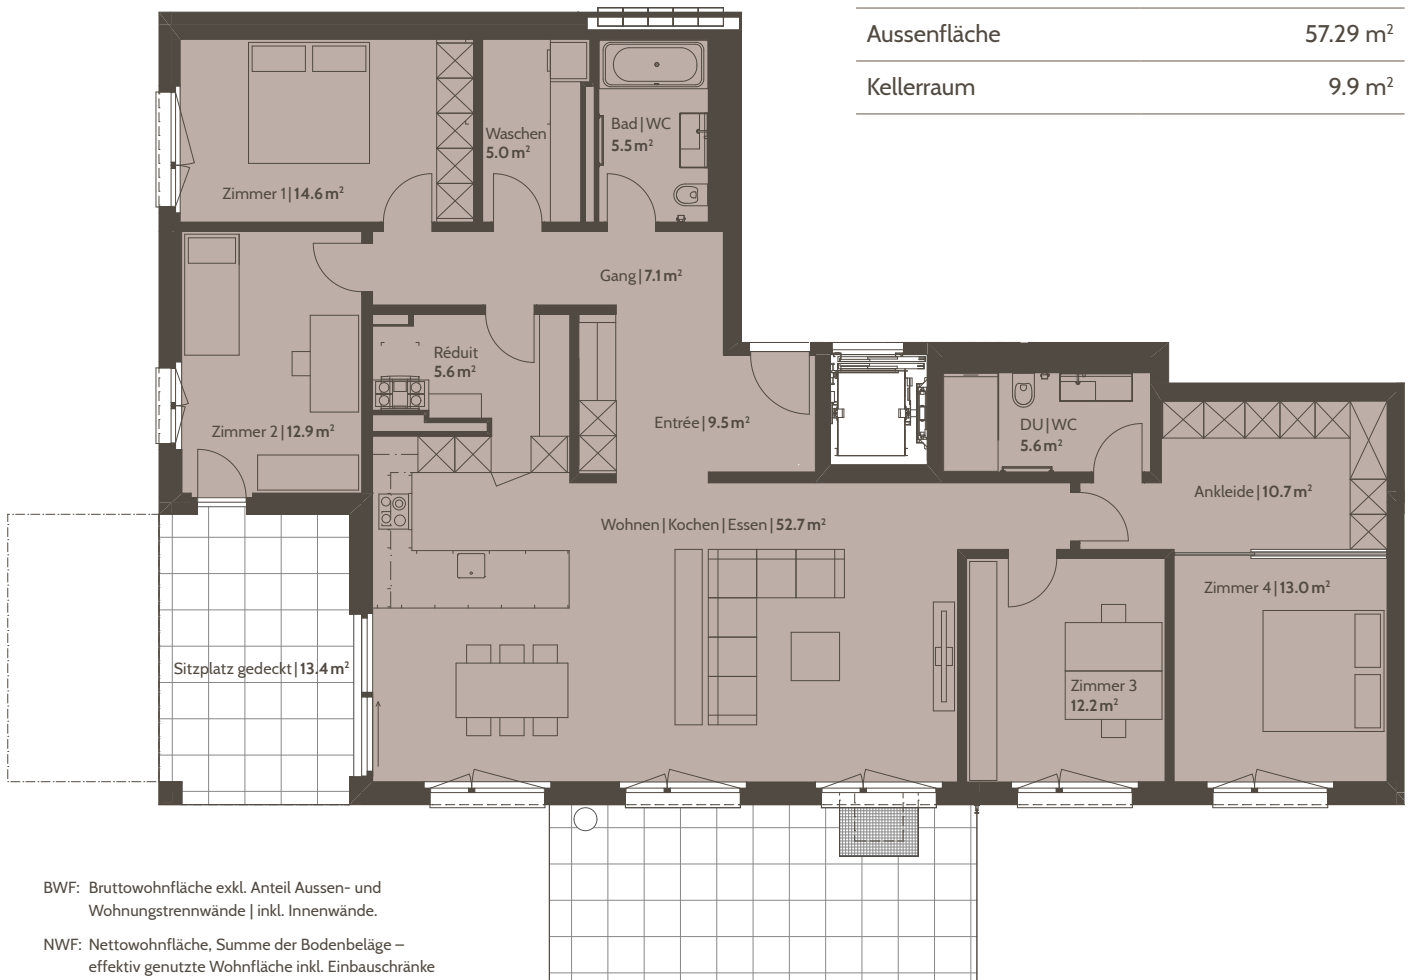 Aussenfläche 57.29 m²
Kellerraum 9.9 m²
Waschen
5.0 m²
Bad|WC
5.5 m²
Zimmer 1|14.6 m²
Gang|7.1 m²
Réduit
5.6 m²
Zimmer 2|12.9 m²
Entrée|9.5 m²
DU|WC
5.6 m²
Ankleide|10.7 m²
Wohnen|Kochen|Essen|52.7 m²
Zimmer 4|13.0 m²
Sitzplatz gedeckt|13.4 m²
Zimmer 3
12.2 m²
BWF: Bruttowohnfläche exkl. Anteil Aussen- und
Wohnungstrennwände | inkl. Innenwände.
NWF: Nettowohnfläche, Summe der Bodenbeläge –
effektiv genutzte Wohnfläche inkl. Einbauschränke